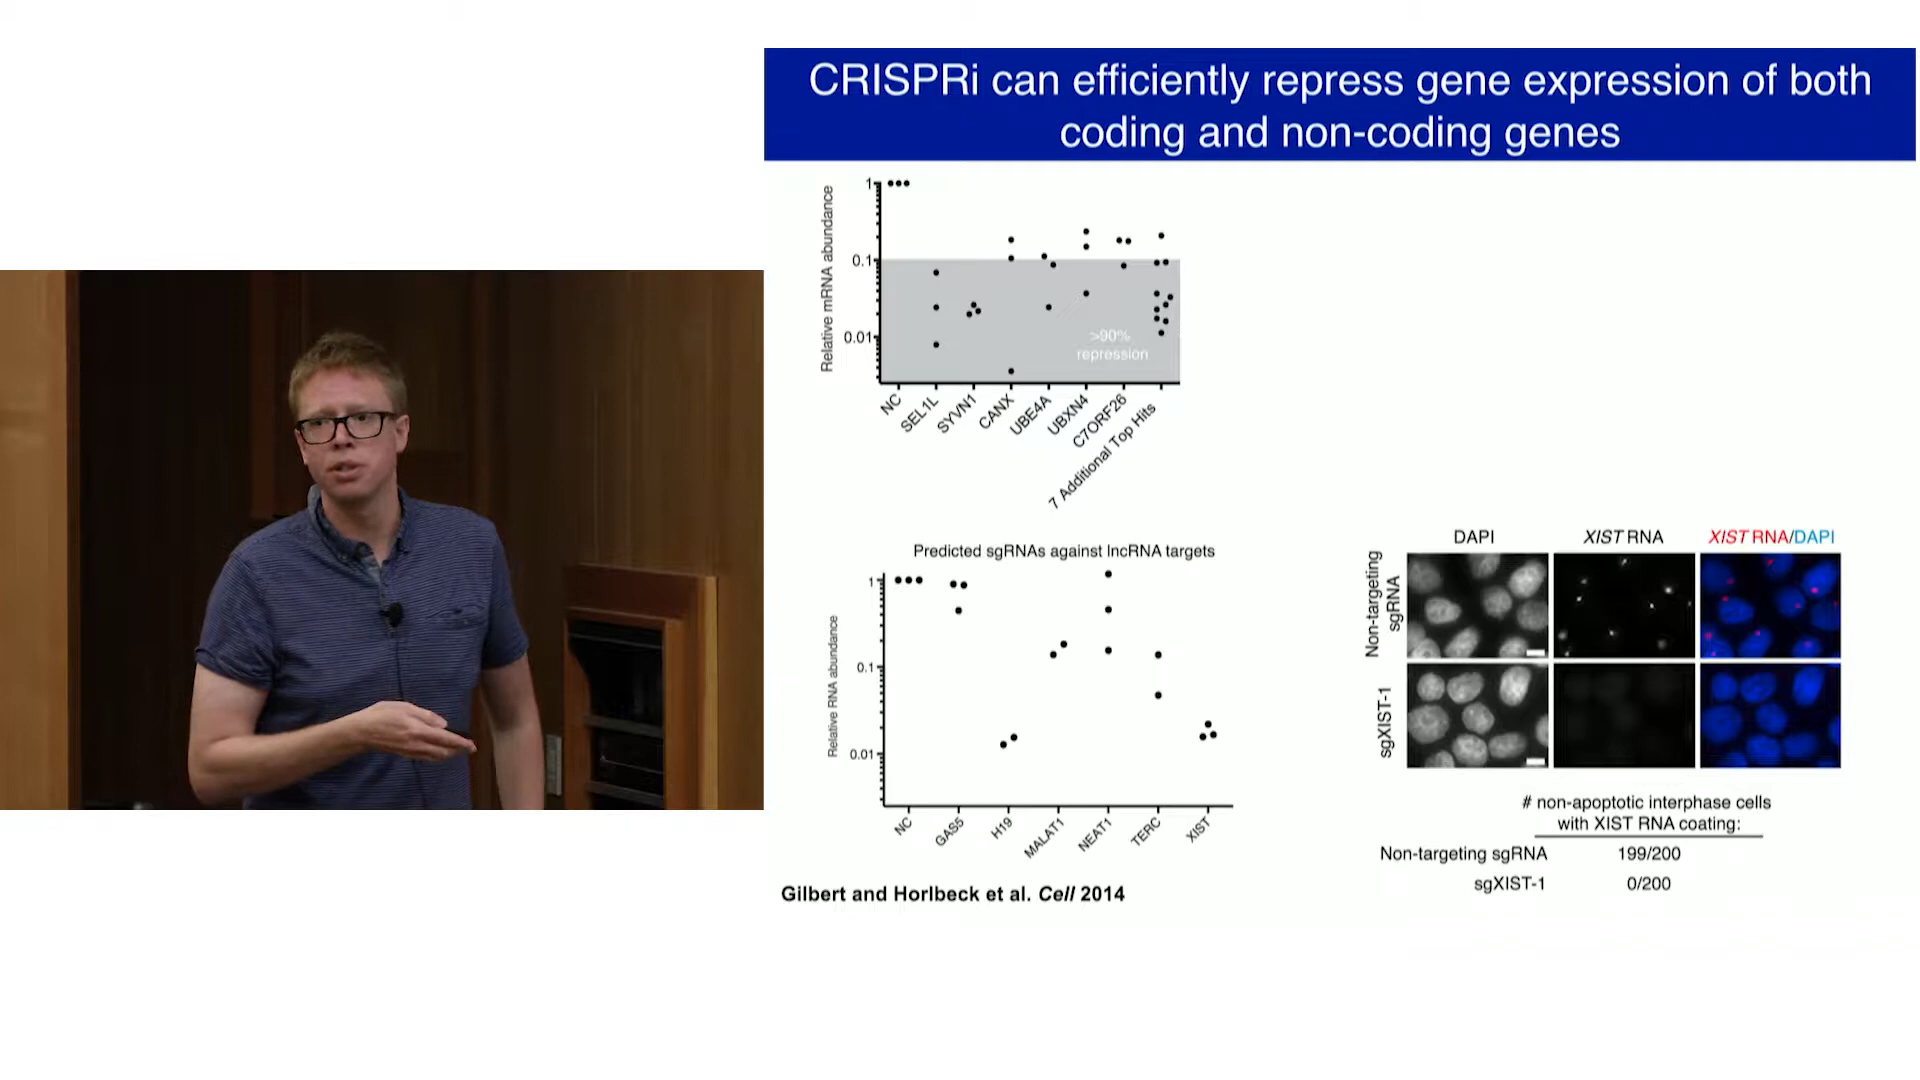 CRISPRi can efficiently repress gene expression of both
coding and non-coding genes
Relative mRNA abundance
1
0.1
0.01
>90%
repression
NC
SEL1L
SYVN1
CANX
UBE4A
UBXN4
C7ORF26
7 Additional Top Hits
Predicted sgRNAs against lncRNA targets
Relative RNA abundance
1
0.1
0.01
NC
GAS5
H19
MALAT1
NEAT1
TERC
XIST
DAPI
XIST RNA
XIST RNA/DAPI
Non-targeting
sgRNA
sgXIST-1
# non-apoptotic interphase cells
with XIST RNA coating:
Non-targeting sgRNA 199/200
sgXIST-1 0/200
Gilbert and Horlbeck et al. Cell 2014